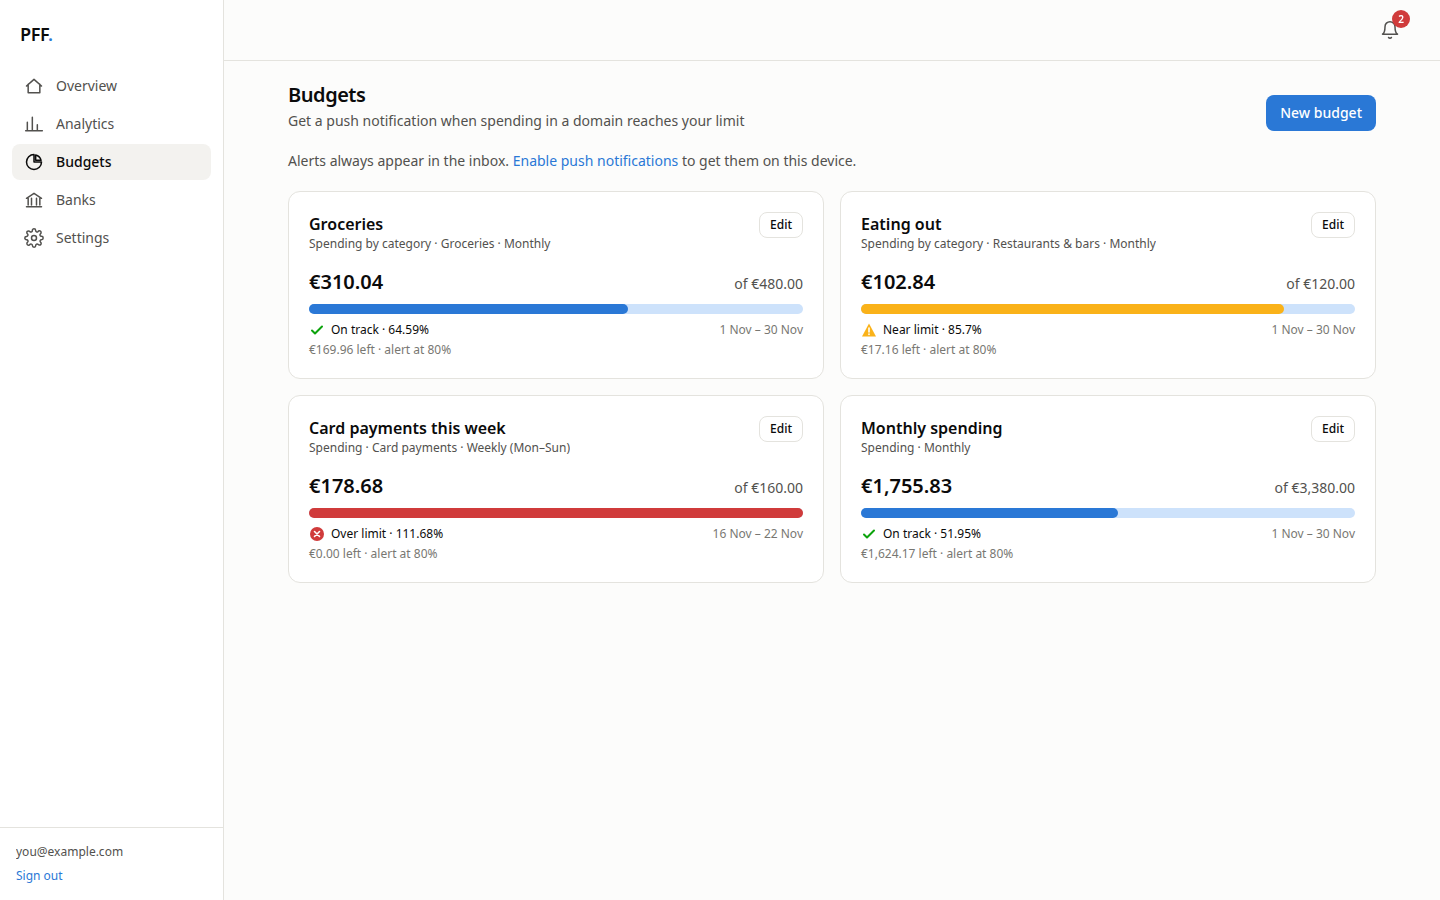 PFF.
Overview
Analytics
Budgets
Banks
Settings
you@example.com
Sign out
2
Budgets
Get a push notification when spending in a domain reaches your limit
New budget
Alerts always appear in the inbox. Enable push notifications to get them on this device.
Groceries
Edit
Spending by category · Groceries · Monthly
€310.04
of €480.00
On track · 64.59%
1 Nov – 30 Nov
€169.96 left · alert at 80%
Eating out
Edit
Spending by category · Restaurants & bars · Monthly
€102.84
of €120.00
Near limit · 85.7%
1 Nov – 30 Nov
€17.16 left · alert at 80%
Card payments this week
Edit
Spending · Card payments · Weekly (Mon–Sun)
€178.68
of €160.00
Over limit · 111.68%
16 Nov – 22 Nov
€0.00 left · alert at 80%
Monthly spending
Edit
Spending · Monthly
€1,755.83
of €3,380.00
On track · 51.95%
1 Nov – 30 Nov
€1,624.17 left · alert at 80%